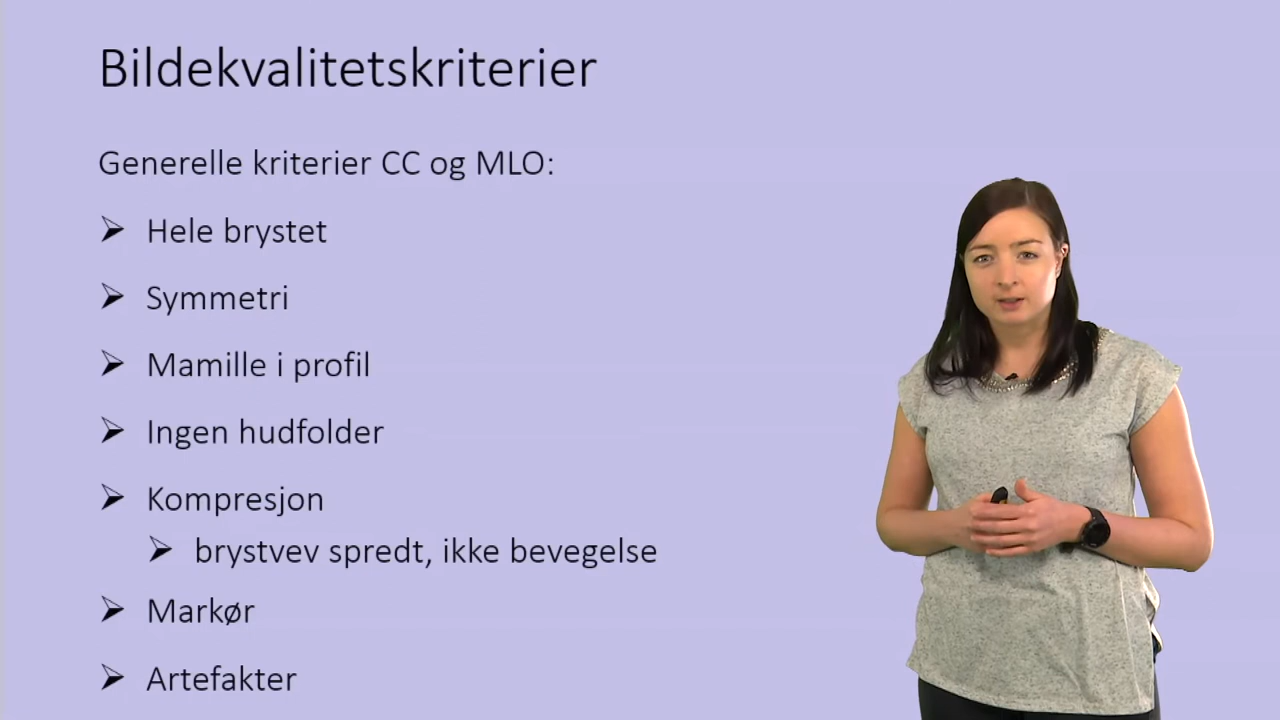 Bildekvalitetskriterier
Generelle kriterier CC og MLO:
➢ Hele brystet
➢ Symmetri
➢ Mamille i profil
➢ Ingen hudfolder
➢ Kompresjon
➢ brystvev spredt, ikke bevegelse
➢ Markør
➢ Artefakter